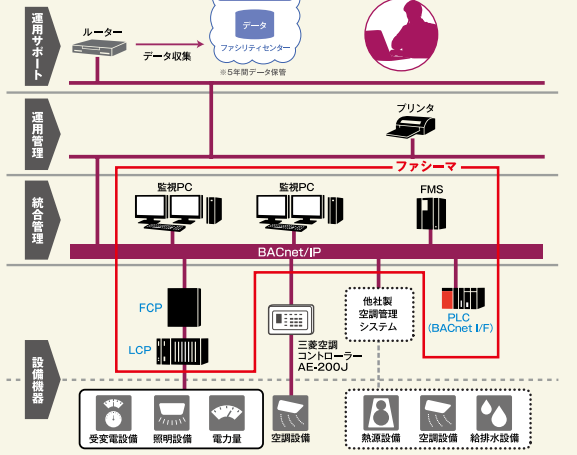 運用サポート
ルーター
データ収集
データ
ファシリティセンター
※5年間データ保管
運用管理
プリンタ
ファシーマ
統合管理
監視PC
監視PC
FMS
BACnet/IP
設備機器
FCP
LCP
三菱空調
コントローラー
AE-200J
他社製
空調管理
システム
PLC
(BACnet I/F)
受変電設備
照明設備
電力量
空調設備
熱源設備
空調設備
給排水設備